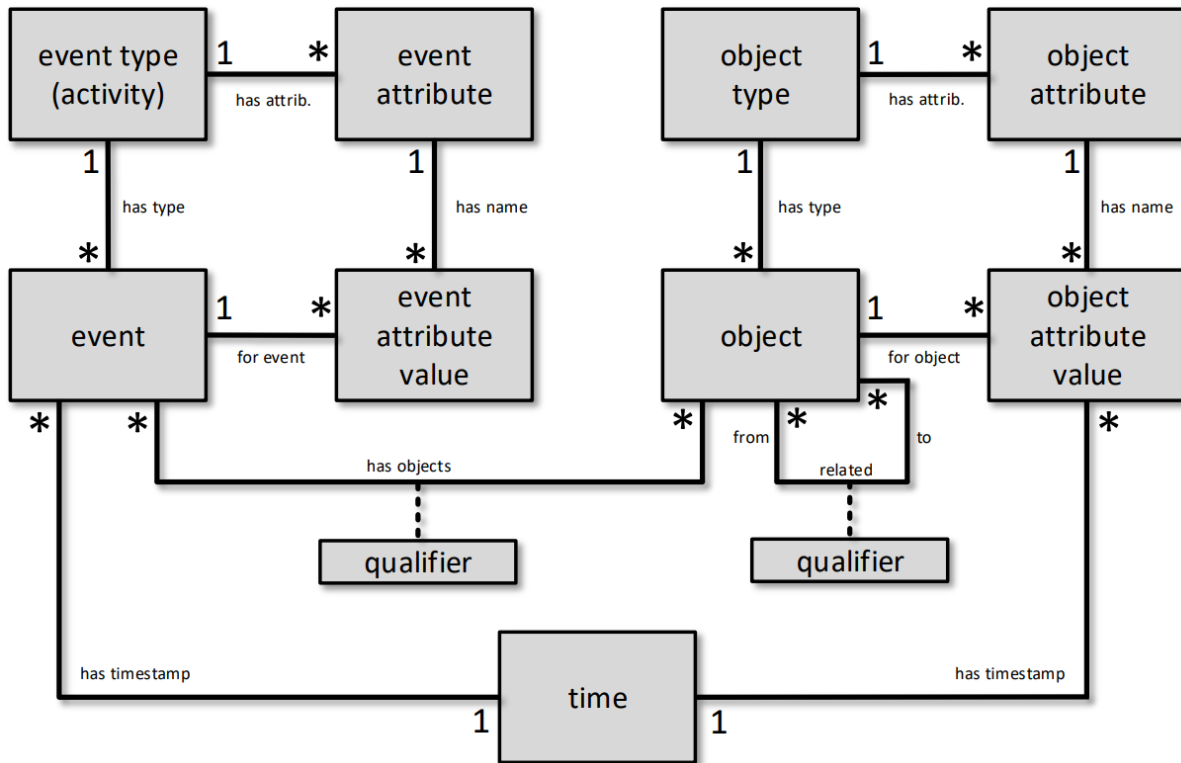 event type
(activity)
1
*
has attrib.
event
attribute
object
type
1
*
has attrib.
object
attribute
1
has type
*
1
has name
*
1
has type
*
1
has name
*
event
1
*
for event
event
attribute
value
object
1
*
for object
object
attribute
value
*
*
has objects
*
from
*
*
to
related
*
qualifier
qualifier
has timestamp
1
time
1
has timestamp